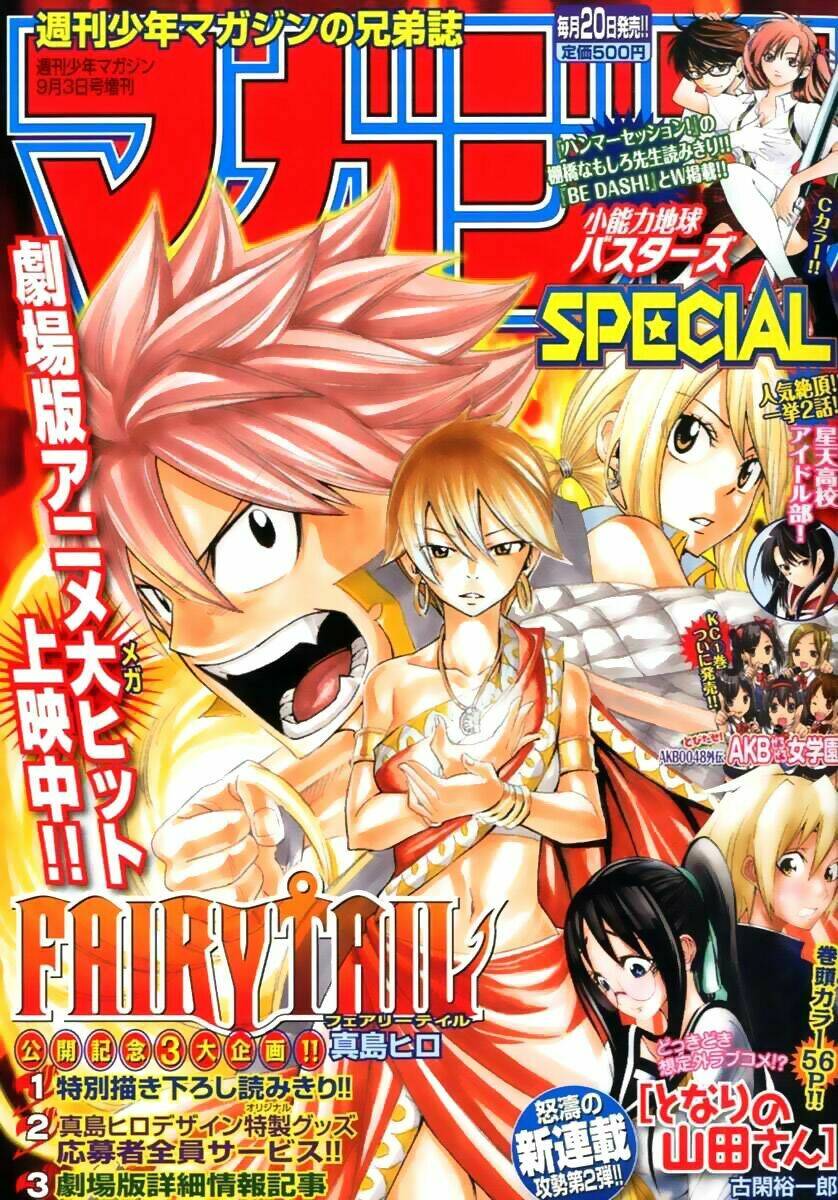 週刊少年マガジンの兄弟誌
毎月20日発売!!
定価500円
週刊少年マガジン
9月3日号増刊
マガジン
『ハンマーセッション!』の
棚橋なもしろ先生読みきり!!
『BE DASH!』とW掲載!!
小能力地球
バスターズ
Cカラー!!
SPECIAL
人気絶頂!
一挙2話!
星天高校
アイドル部!
KC1巻
ついに発売!!
とびだせ!
AKB0048外伝
AKB
女学園
劇場版アニメ大ヒット
メガ
上映中!!
FAIRY TAIL
フェアリーテイル
真島ヒロ
公開記念3大企画!!
1 特別描き下ろし読みきり!!
オリジナル
2 真島ヒロデザイン特製グッズ
応募者全員サービス!!
3 劇場版詳細情報記事
巻頭カラー56P!!
どっきどき
想定外ラブコメ!?
怒濤の
新連載
攻勢第2弾!!
[となりの
山田さん]
古閑裕一郎